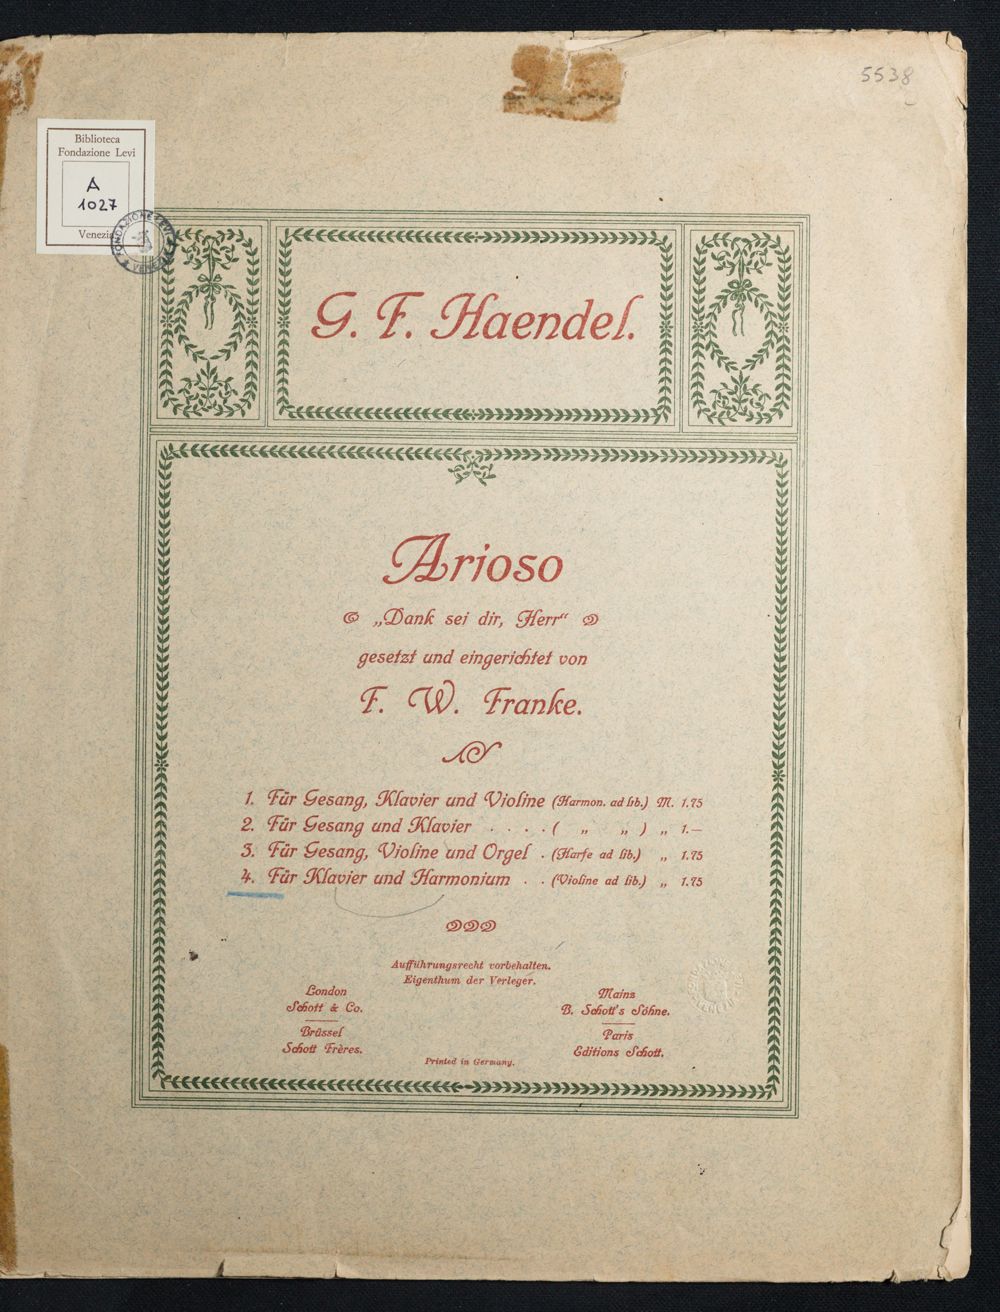 5538
Biblioteca
Fondazione Levi
A
1027
Venezia
G. F. Haendel.
Arioso
„Dank sei dir, Herr“
gesetzt und eingerichtet von
F. W. Franke.
1. Für Gesang, Klavier und Violine (Harmon. ad lib.) M. 1.75
2. Für Gesang und Klavier . . . . ( „ „ ) „ 1.—
3. Für Gesang, Violine und Orgel . (Harfe ad lib.) „ 1.75
4. Für Klavier und Harmonium . . (Violine ad lib.) „ 1.75
Aufführungsrecht vorbehalten.
Eigenthum der Verleger.
London
Schott & Co.
Brüssel
Schott Frères.
Mainz
B. Schott's Söhne.
Paris
Editions Schott.
Printed in Germany.